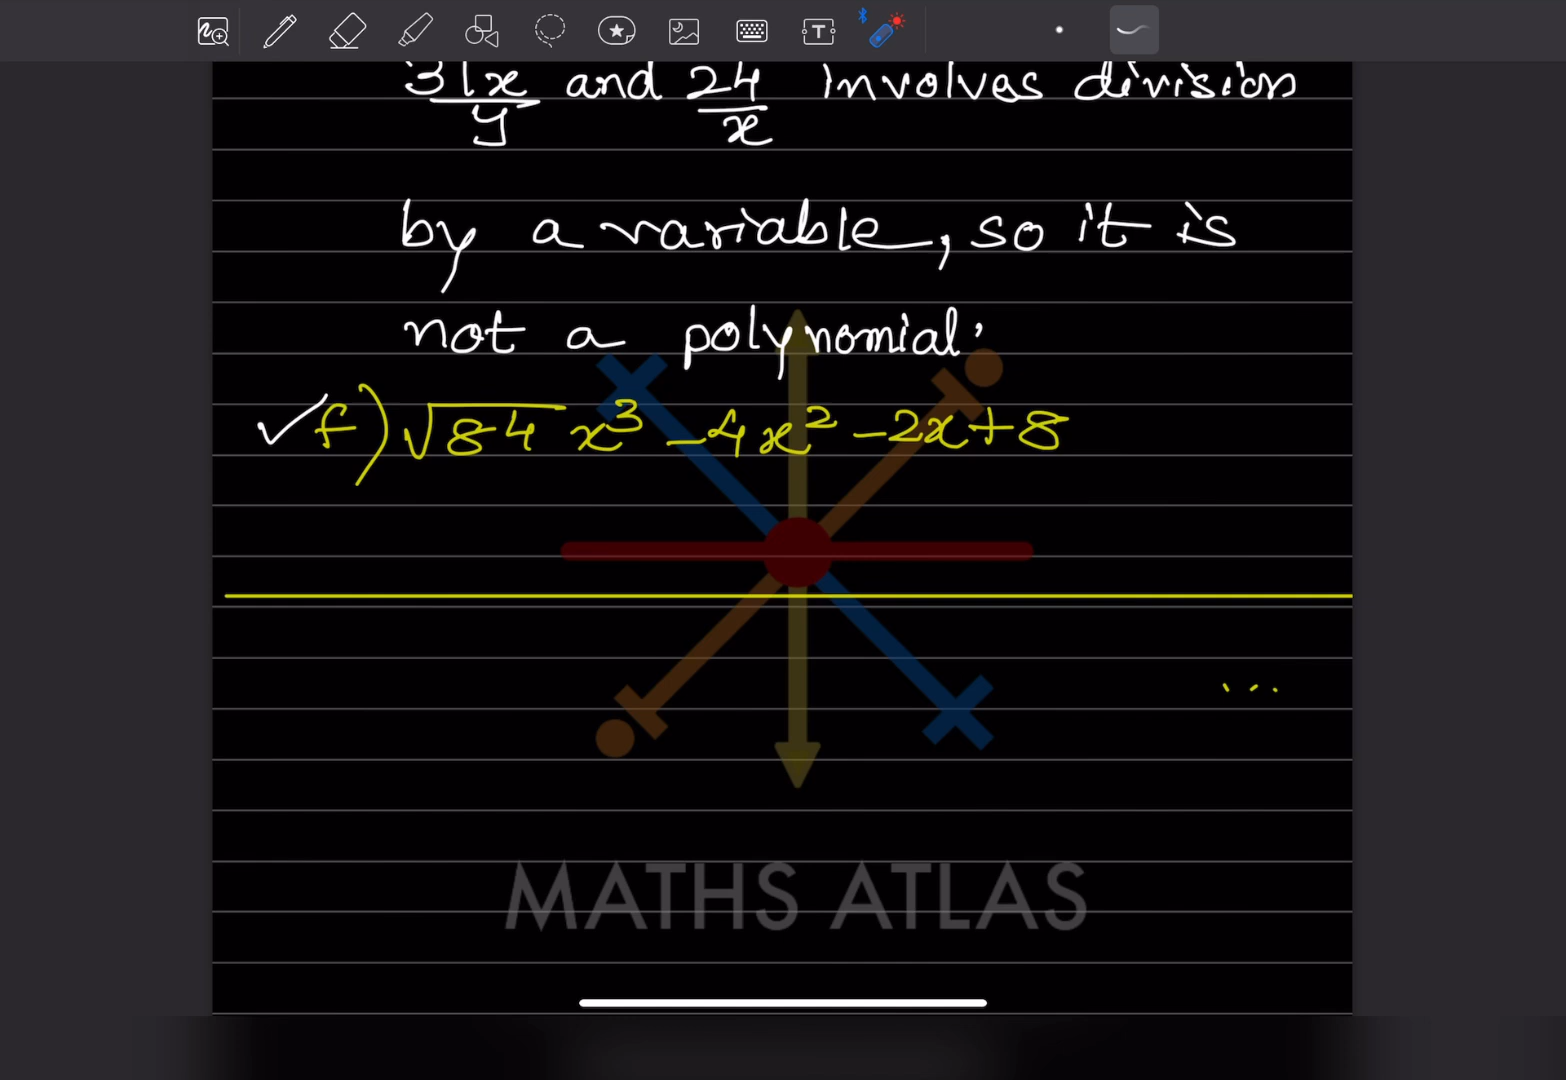 31x/y and 24/x involves division
by a variable, so it is
not a polynomial.
✓ f) √84 x³ - 4x² - 2x + 8
...
MATHS ATLAS